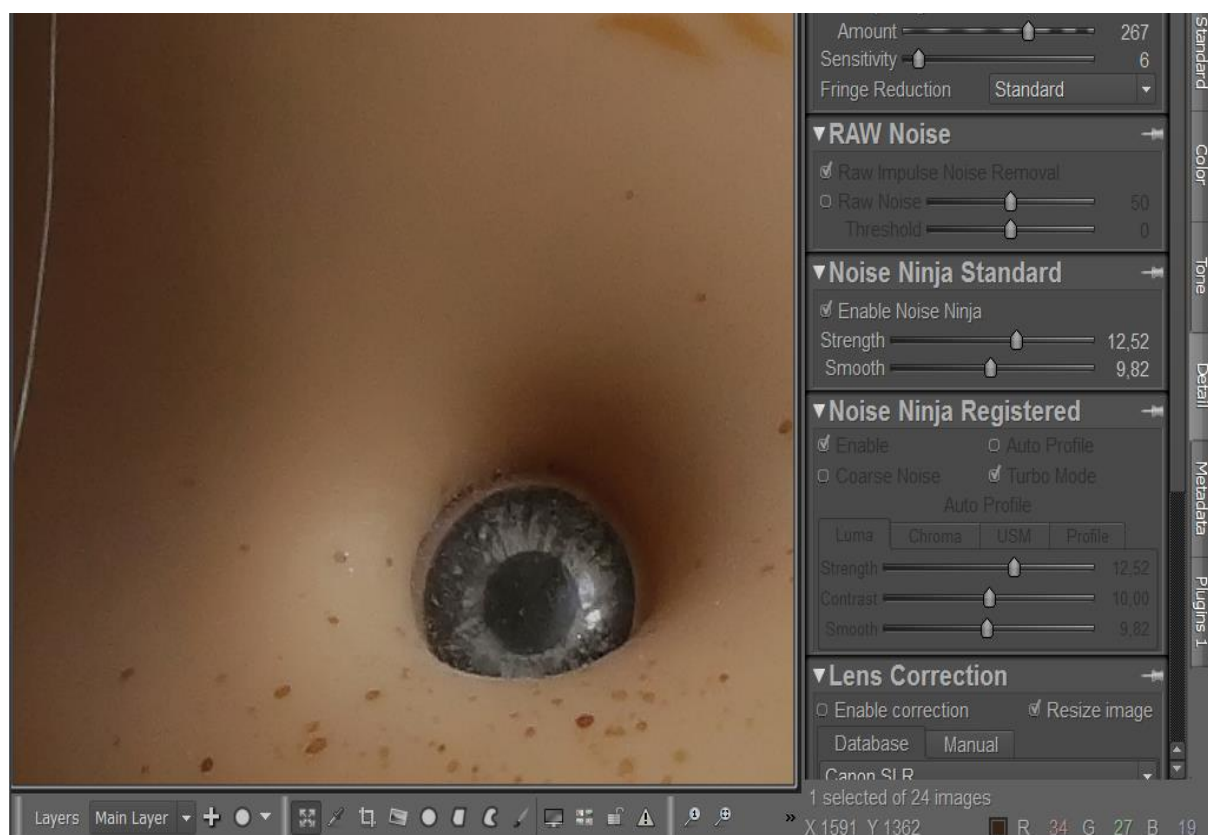 Amount 267
Sensitivity 6
Fringe Reduction Standard
RAW Noise
Raw Impulse Noise Removal
Raw Noise 50
Threshold 0
Noise Ninja Standard
Enable Noise Ninja
Strength 12,52
Smooth 9,82
Noise Ninja Registered
Enable Auto Profile
Coarse Noise Turbo Mode
Auto Profile
Luma Chroma USM Profile
Strength 12,52
Contrast 10,00
Smooth 9,82
Lens Correction
Enable correction Resize image
Database Manual
Canon SLR
1 selected of 24 images
X 1591 Y 1362 R 34 G 27 B 19
Layers Main Layer
Standard
Color
Tone
Detail
Metadata
Plugins 1